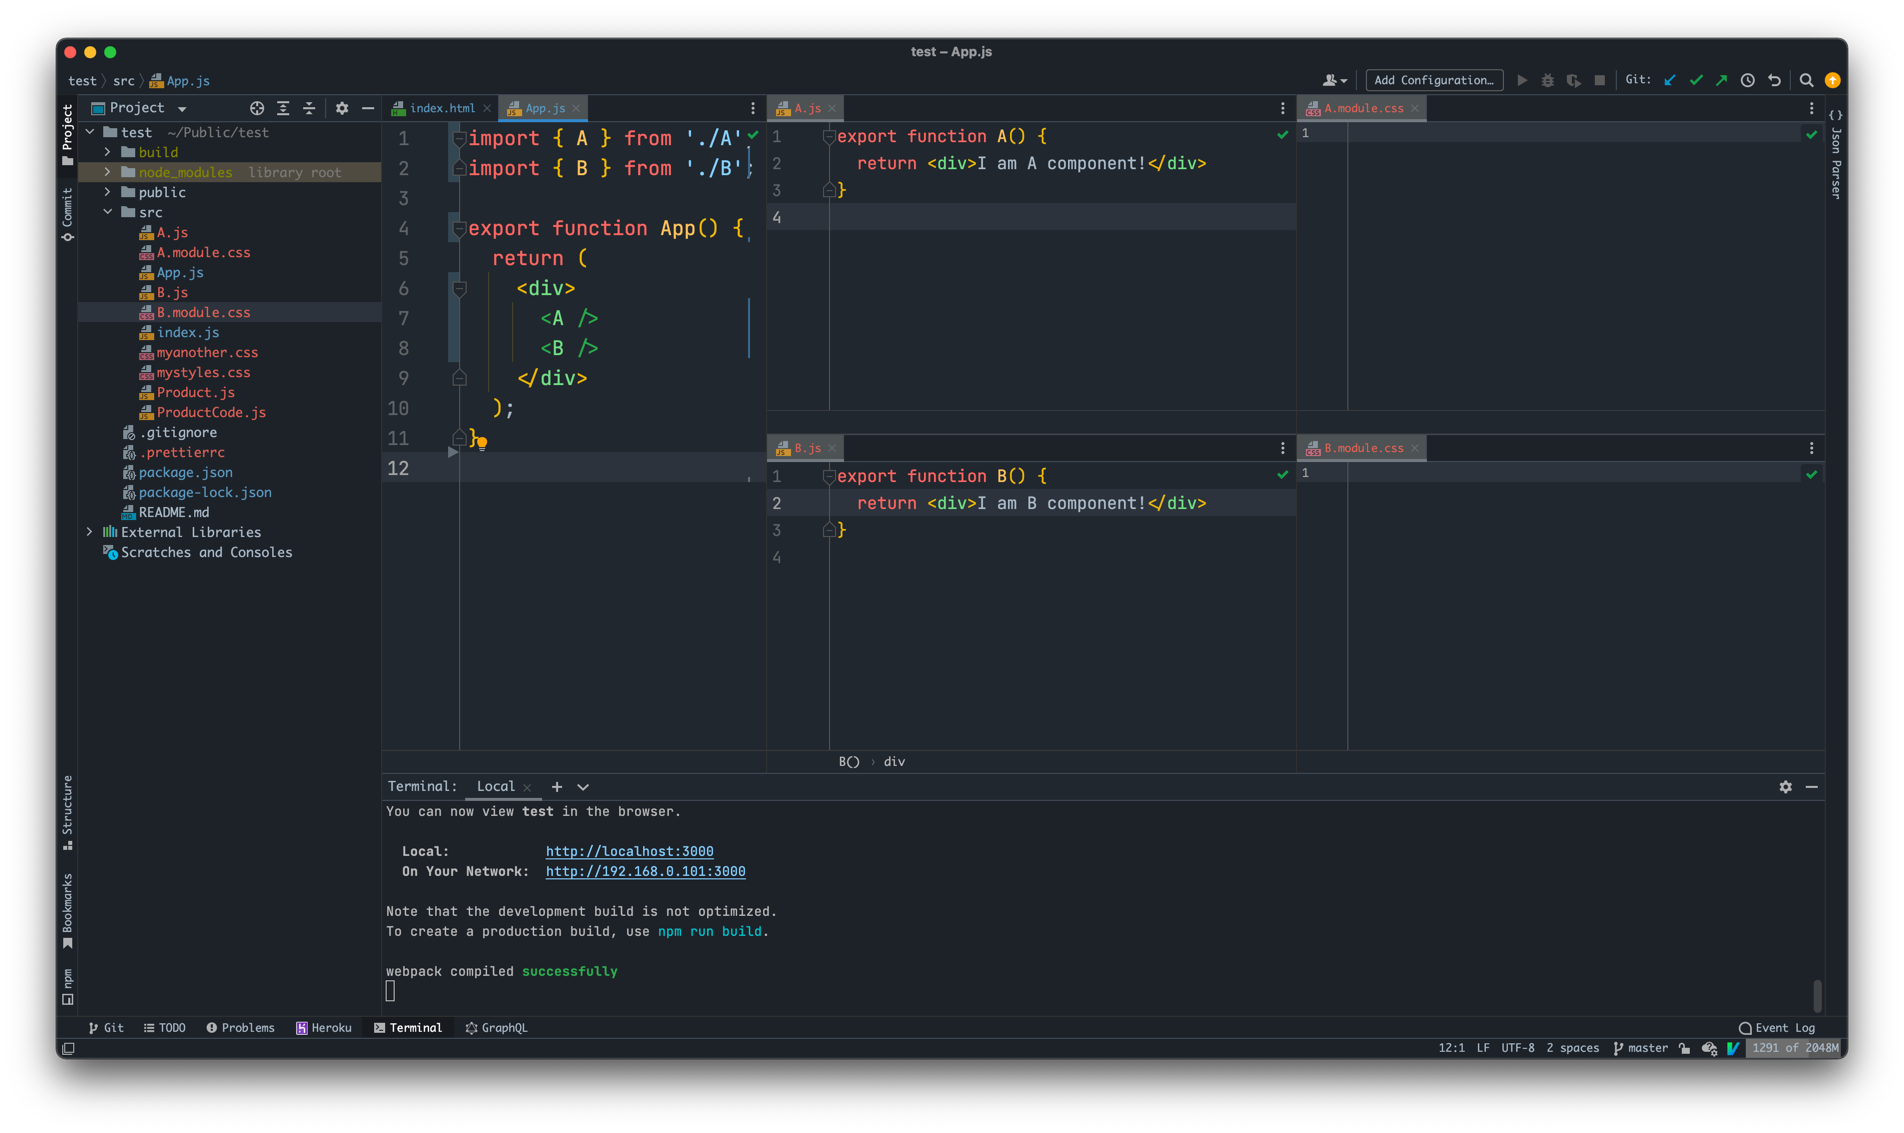 test – App.js
test src App.js
Add Configuration… Git:
Project
index.html App.js
A.js
A.module.css
Project
Commit
Structure
Bookmarks
npm
Json Parser
test ~/Public/test
build
node_modules library root
public
src
A.js
A.module.css
App.js
B.js
B.module.css
index.js
myanother.css
mystyles.css
Product.js
ProductCode.js
.gitignore
.prettierrc
package.json
package-lock.json
README.md
External Libraries
Scratches and Consoles
1 import { A } from './A'
2 import { B } from './B';
3
4 export function App() {
5 return (
6 <div>
7 <A />
8 <B />
9 </div>
10 );
11 }
12
1 export function A() {
2 return <div>I am A component!</div>
3 }
4
1
B.js
1 export function B() {
2 return <div>I am B component!</div>
3 }
4
B() › div
B.module.css
1
Terminal: Local
You can now view test in the browser.
Local: http://localhost:3000
On Your Network: http://192.168.0.101:3000
Note that the development build is not optimized.
To create a production build, use npm run build.
webpack compiled successfully
Git TODO Problems Heroku Terminal GraphQL Event Log
12:1 LF UTF-8 2 spaces master 1291 of 2048M